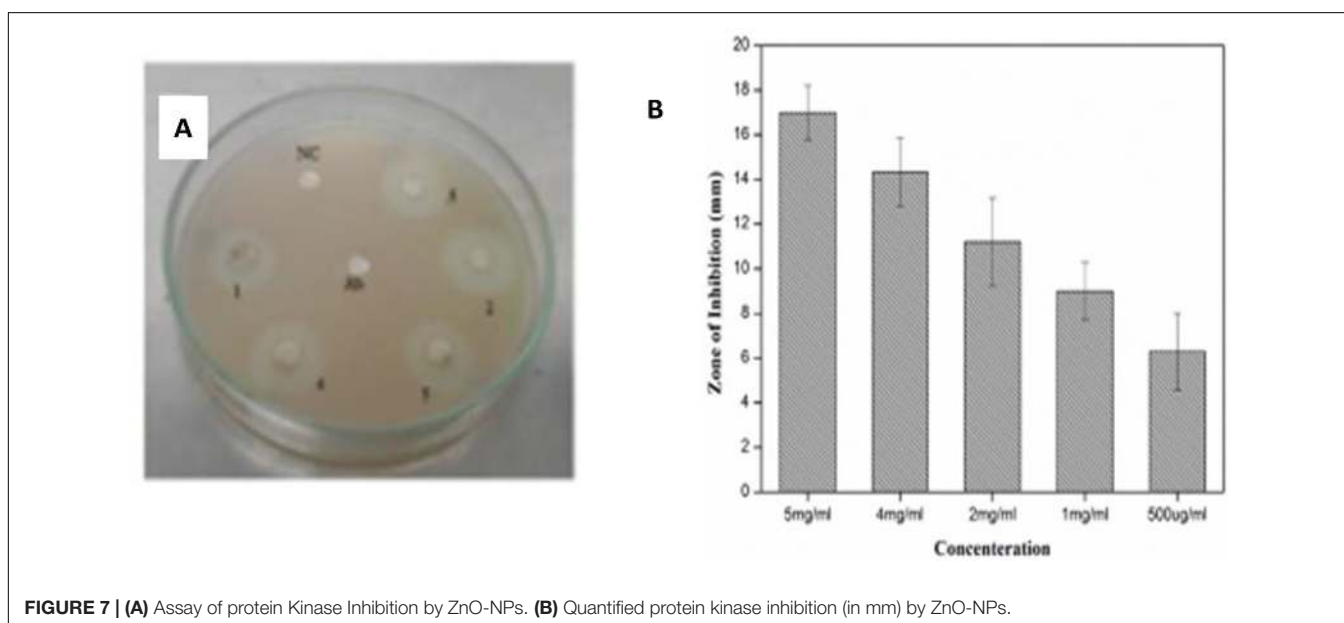 A
NC
3
1
2
4
5
B
Zone of Inhibition (mm)
20
18
16
14
12
10
8
6
4
2
0
5mg/ml 4mg/ml 2mg/ml 1mg/ml 500ug/ml
Concenteration
FIGURE 7 | (A) Assay of protein Kinase Inhibition by ZnO-NPs. (B) Quantified protein kinase inhibition (in mm) by ZnO-NPs.